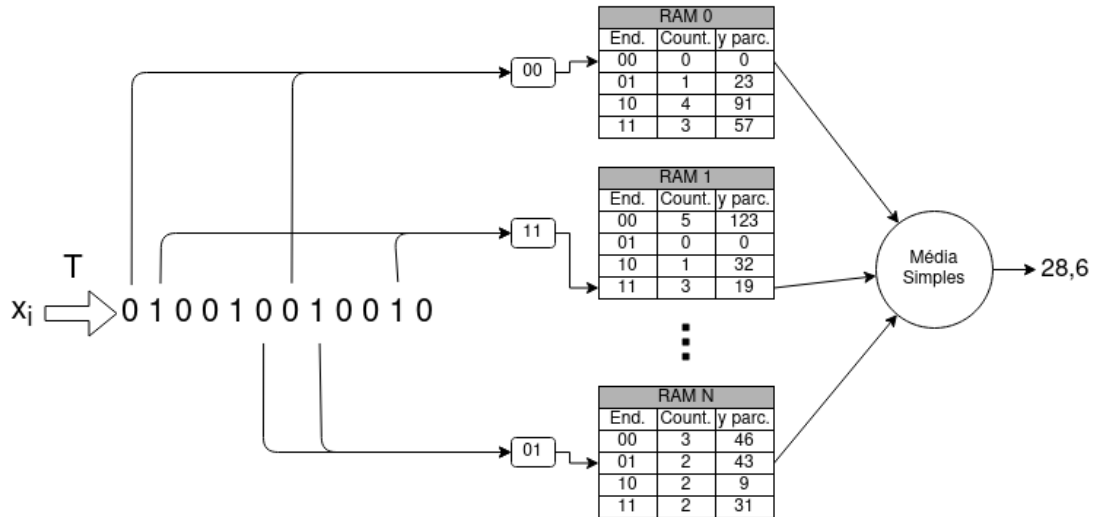 RAM 0
End. Count. y parc.
00 0 0
01 1 23
10 4 91
11 3 57
00
RAM 1
End. Count. y parc.
00 5 123
01 0 0
10 1 32
11 3 19
11
T
xi 0 1 0 0 1 0 0 1 0 0 1 0
Média
Simples
28,6
RAM N
End. Count. y parc.
00 3 46
01 2 43
10 2 9
11 2 31
01